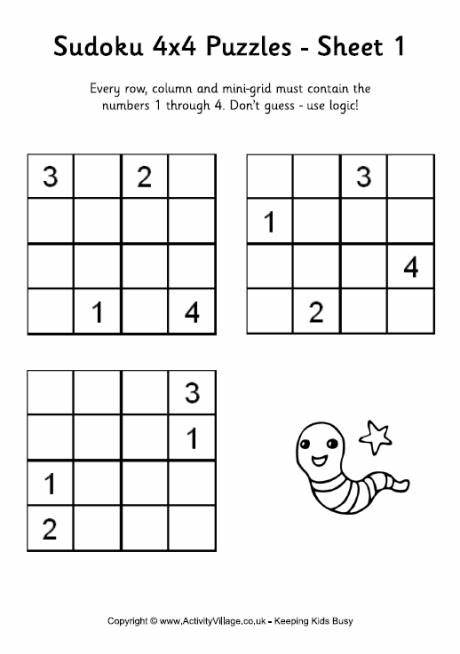 Sudoku 4x4 Puzzles - Sheet 1
Every row, column and mini-grid must contain the
numbers 1 through 4. Don't guess - use logic!
3 2
1 4
3
1
4
2
3
1
1
2
Copyright © www.ActivityVillage.co.uk - Keeping Kids Busy